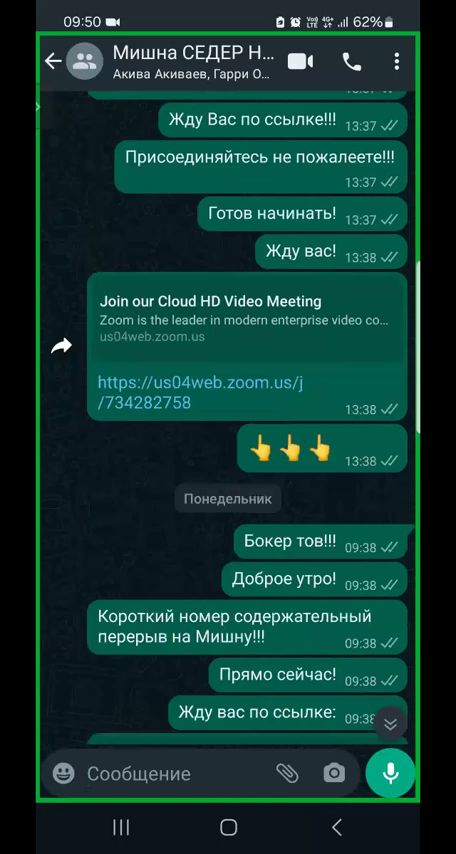 09:50
62%
Мишна СЕДЕР Н...
Акива Акиваев, Гарри О...
13:37
Жду Вас по ссылке!!! 13:37
Присоединяйтесь не пожалеете!!!
13:37
Готов начинать! 13:37
Жду вас! 13:38
Join our Cloud HD Video Meeting
Zoom is the leader in modern enterprise video co...
us04web.zoom.us
https://us04web.zoom.us/j
/734282758
13:38
👆👆👆 13:38
Понедельник
Бокер тов!!! 09:38
Доброе утро! 09:38
Короткий номер содержательный
перерыв на Мишну!!! 09:38
Прямо сейчас! 09:38
Жду вас по ссылке: 09:38
Сообщение